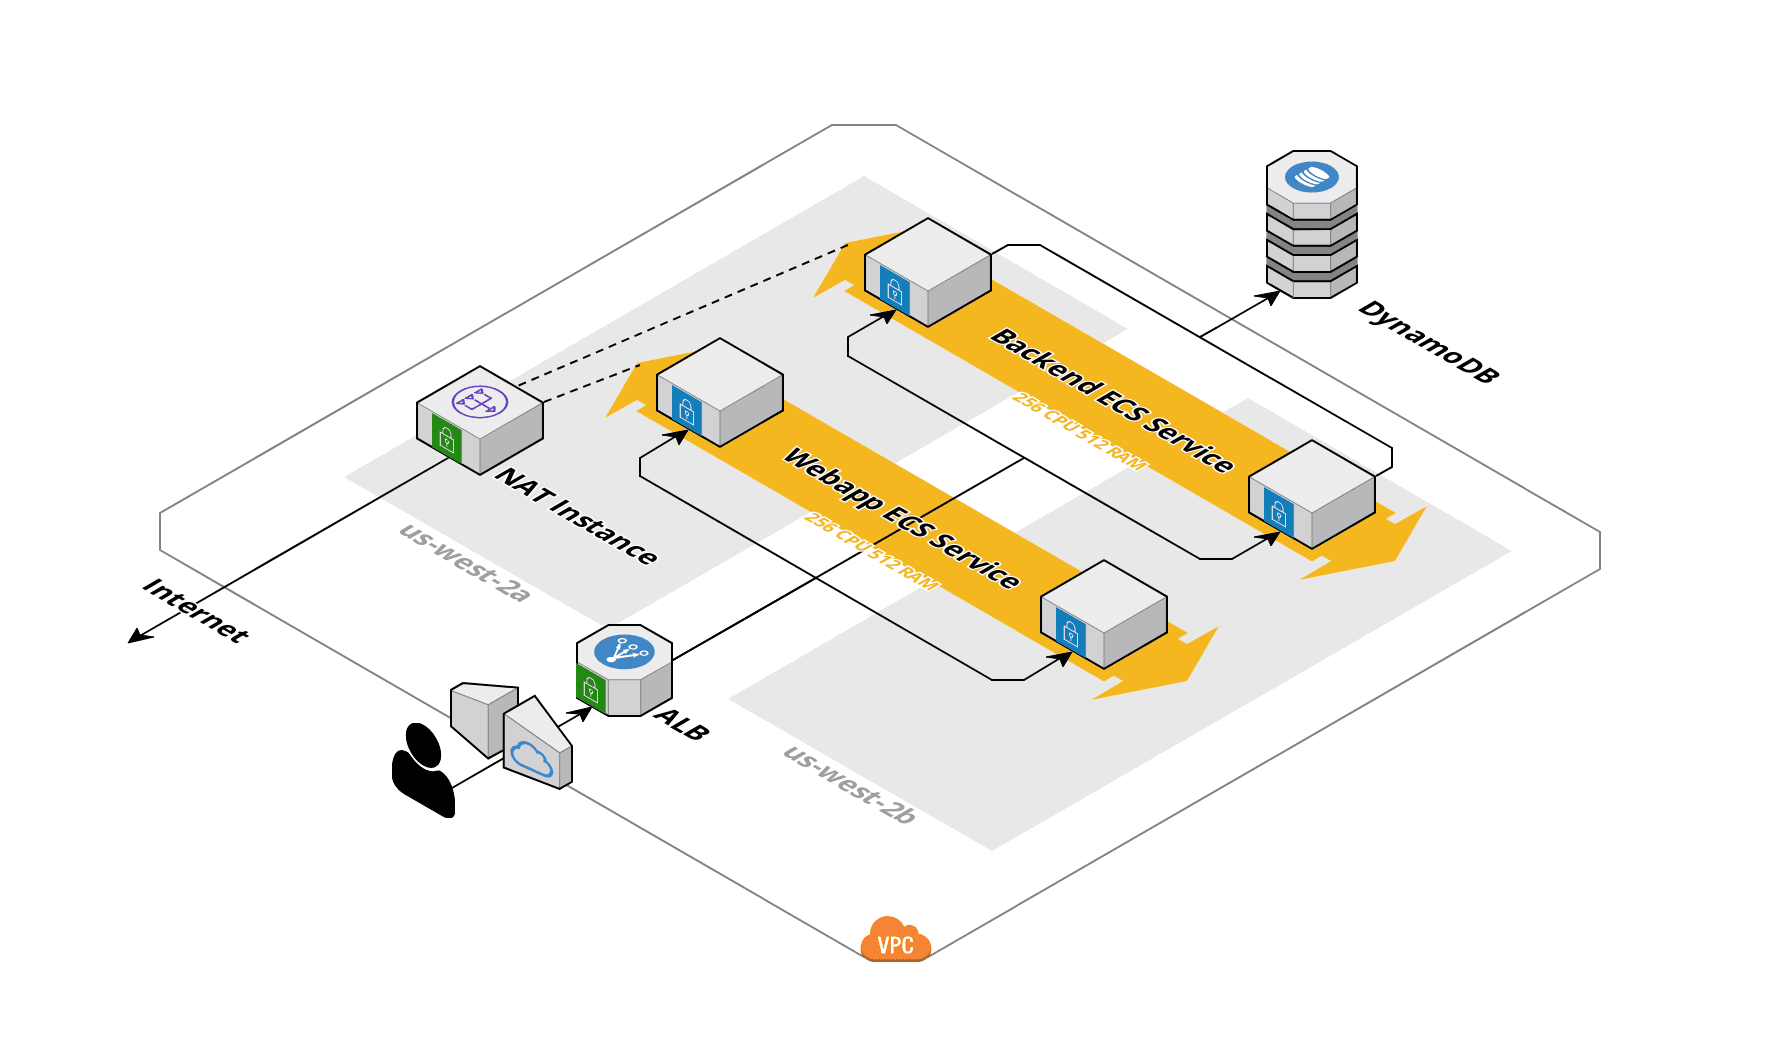 DynamoDB
Backend ECS Service
256 CPU 512 RAM
Webapp ECS Service
256 CPU 512 RAM
NAT Instance
us-west-2a
Internet
ALB
us-west-2b
VPC